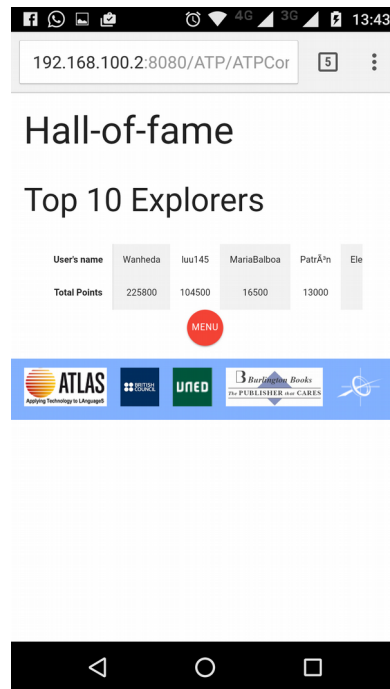 4G 3G 13:43
192.168.100.2:8080/ATP/ATPCor 5
Hall-of-fame
Top 10 Explorers
User's name Wanheda luu145 MariaBalboa PatrÃ³n Ele
Total Points 225800 104500 16500 13000
MENU
ATLAS
Applying Technology to LAnguageS
BRITISH COUNCIL
UNED
Burlington Books
The PUBLISHER that CARES